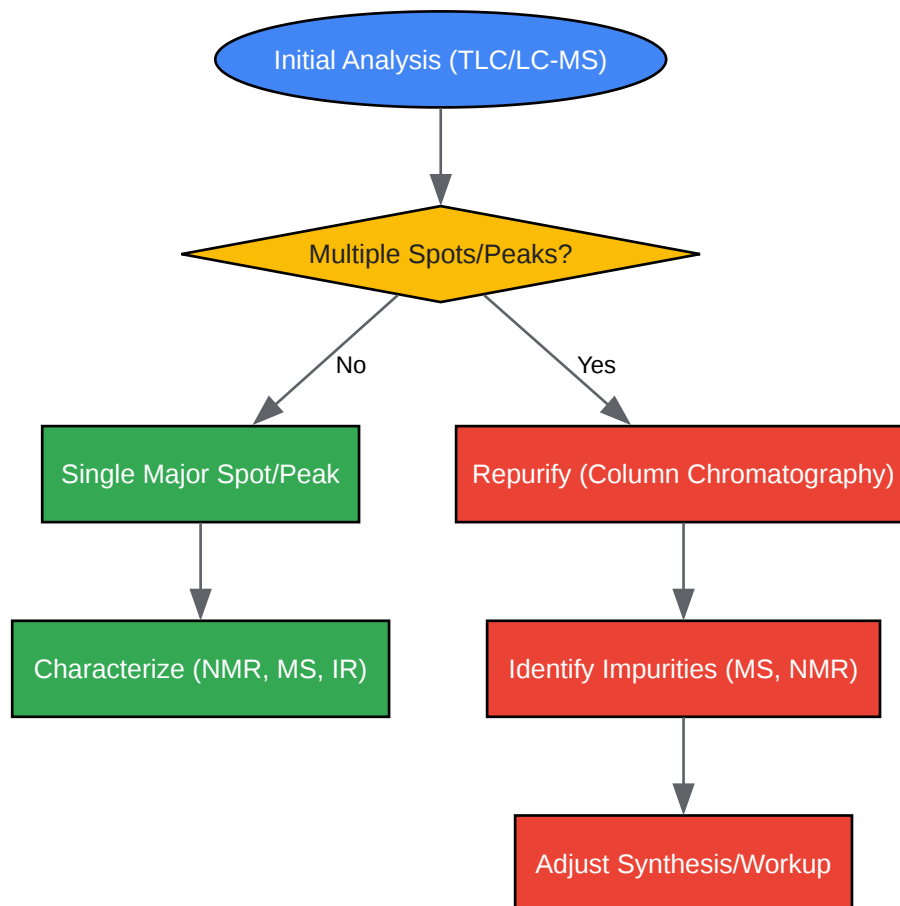 Initial Analysis (TLC/LC-MS)
Multiple Spots/Peaks?
No
Yes
Single Major Spot/Peak
Repurify (Column Chromatography)
Characterize (NMR, MS, IR)
Identify Impurities (MS, NMR)
Adjust Synthesis/Workup